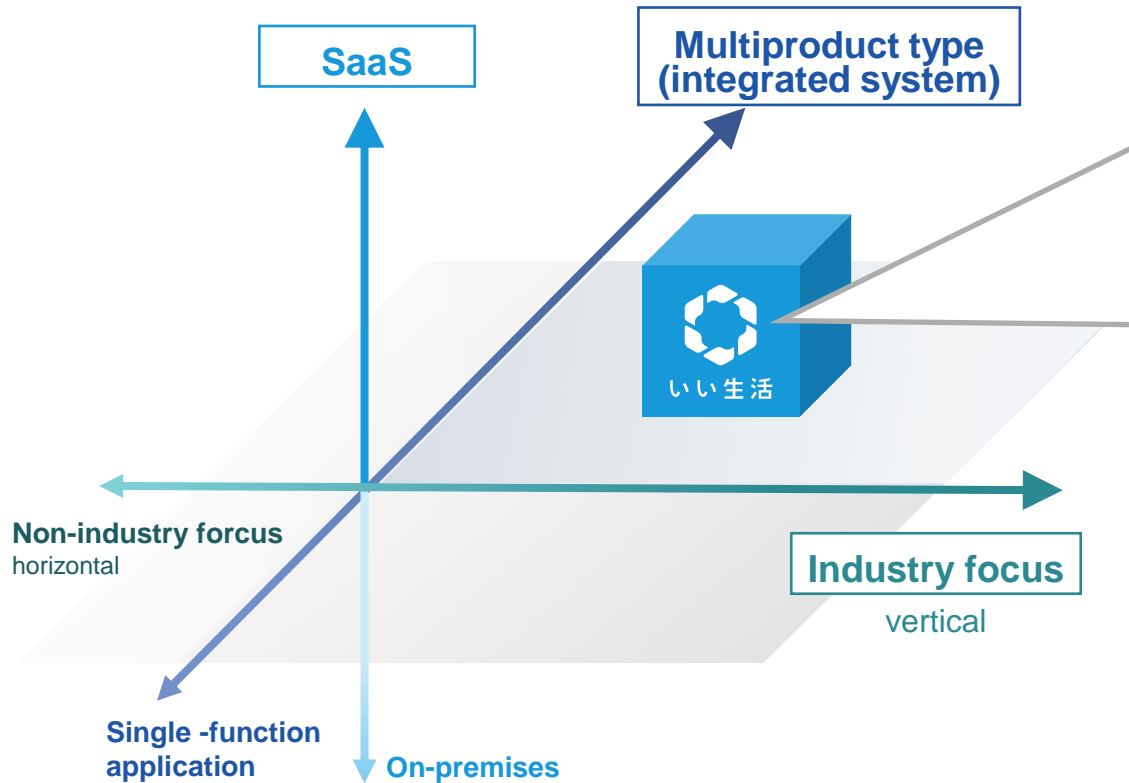 SaaS
Multiproduct type
(integrated system)
いい生活
Non-industry forcus
horizontal
Industry focus
vertical
Single -function
application
On-premises